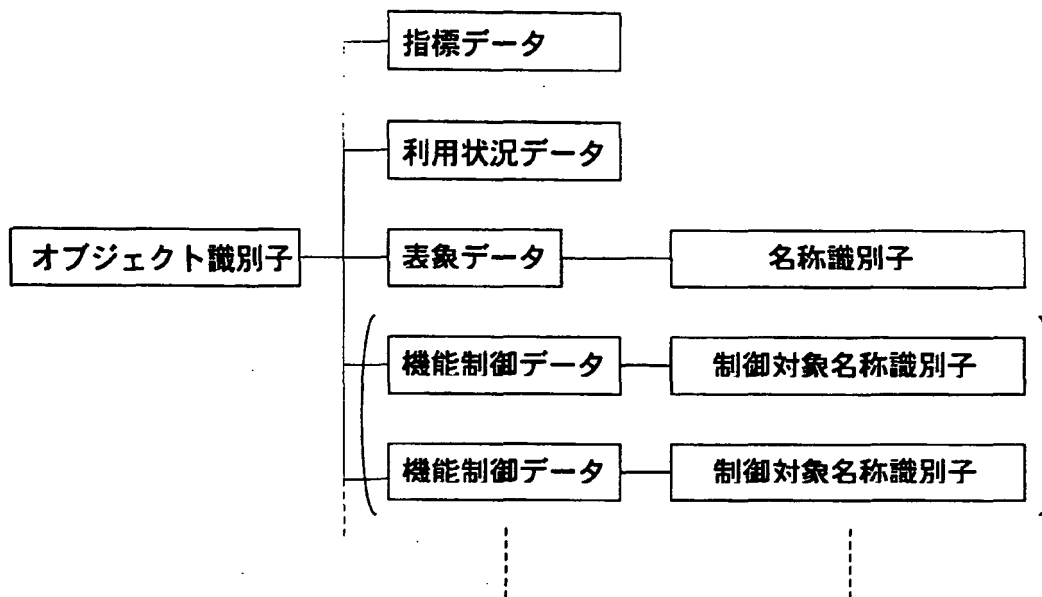 指標データ
利用状況データ
オブジェクト識別子
表象データ
名称識別子
機能制御データ
制御対象名称識別子
機能制御データ
制御対象名称識別子